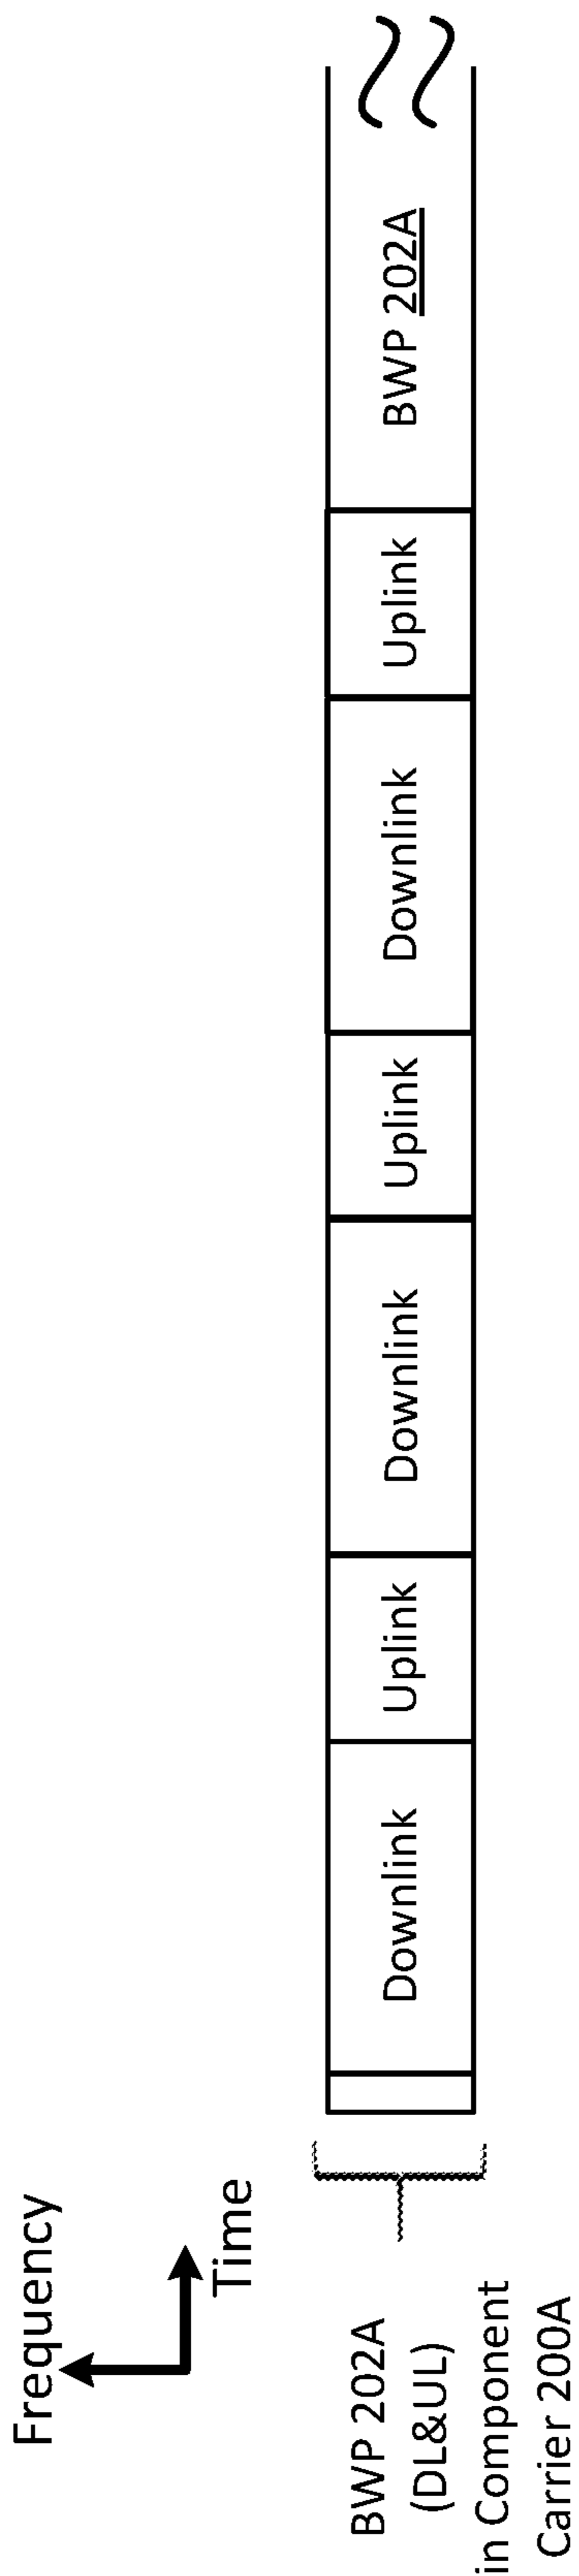 Frequency
Time
BWP 202A
(DL&UL)
in Component
Carrier 200A
Downlink
Uplink
Downlink
Uplink
Downlink
Uplink
BWP 202A